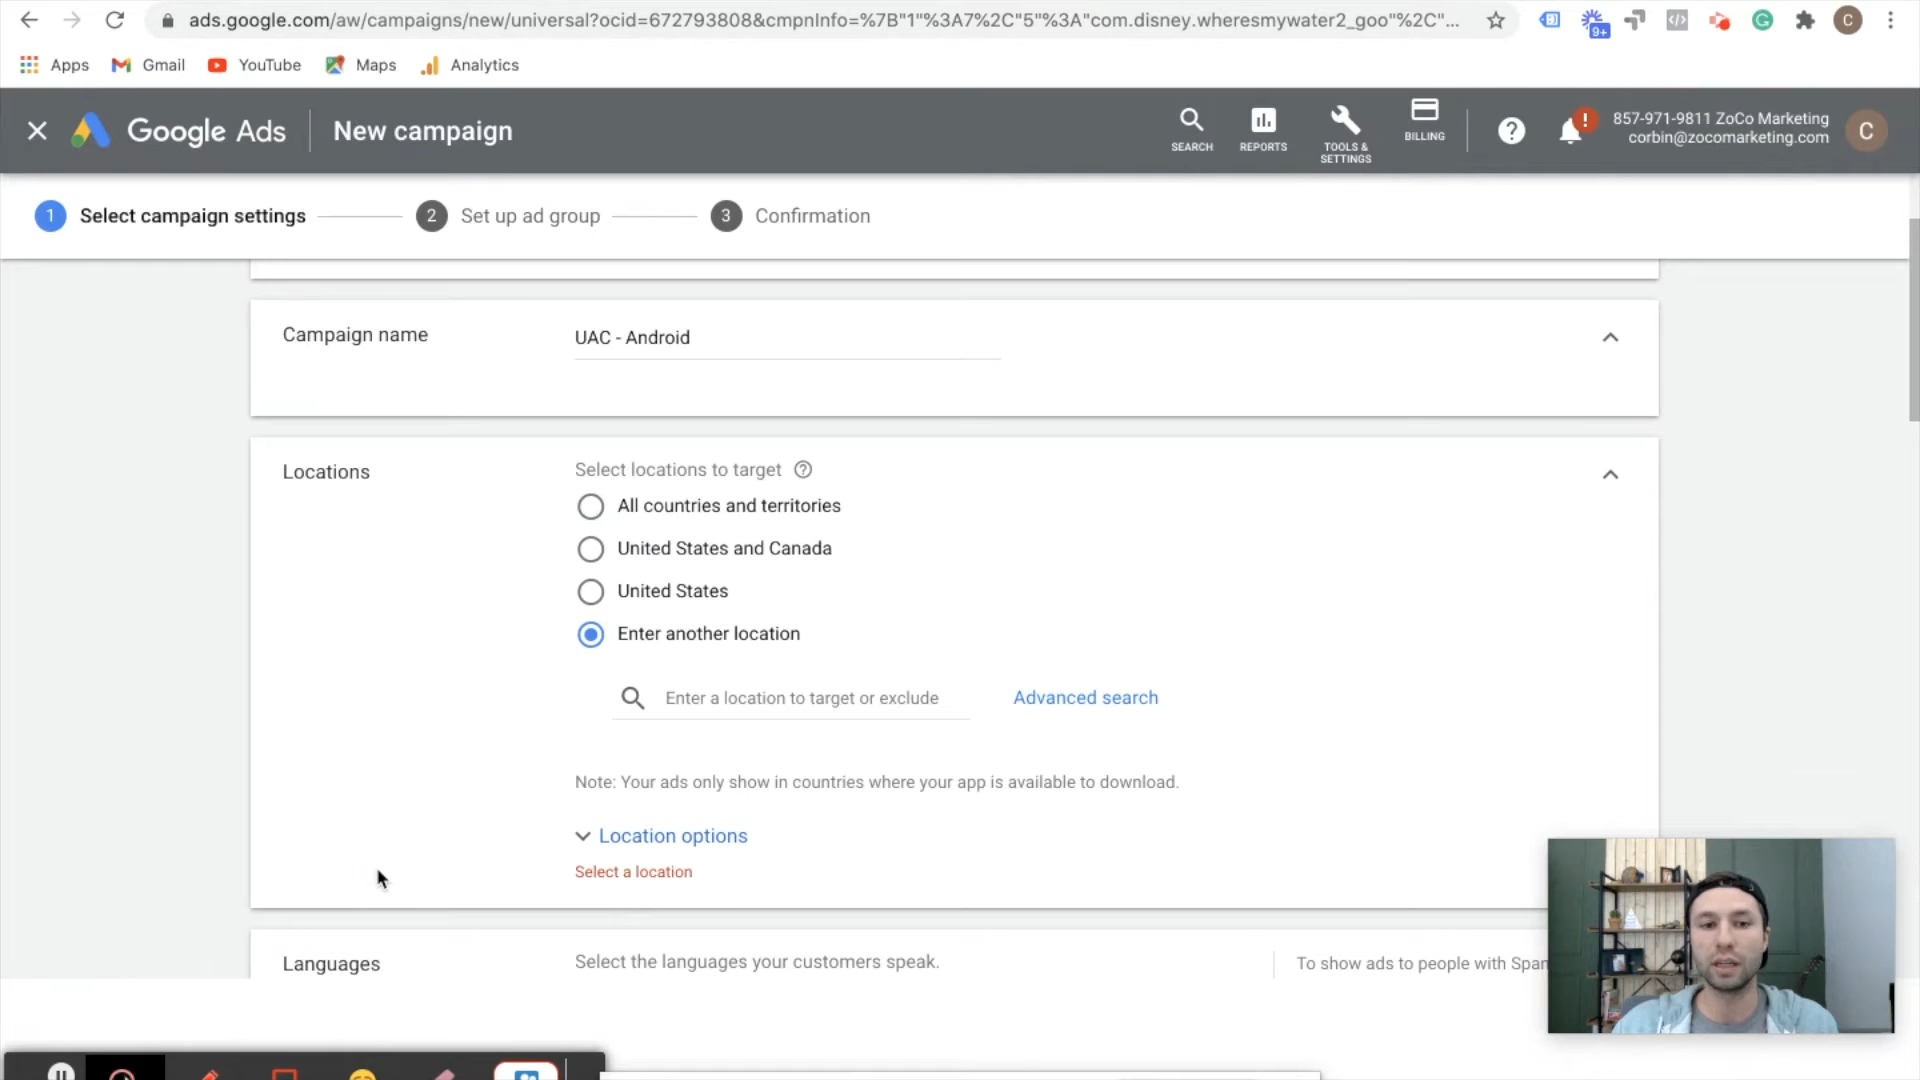 ads.google.com/aw/campaigns/new/universal?ocid=672793808&cmpnInfo=%7B"1"%3A7%2C"5"%3A"com.disney.wheresmywater2_goo"%2C"...
9+
C
Apps
Gmail
YouTube
Maps
Analytics
Google Ads
New campaign
SEARCH
REPORTS
TOOLS &
SETTINGS
BILLING
?
!
857-971-9811 ZoCo Marketing
corbin@zocomarketing.com
C
1 Select campaign settings
2 Set up ad group
3 Confirmation
Campaign name
UAC - Android
Locations
Select locations to target ?
All countries and territories
United States and Canada
United States
Enter another location
Enter a location to target or exclude
Advanced search
Note: Your ads only show in countries where your app is available to download.
Location options
Select a location
Languages
Select the languages your customers speak.
To show ads to people with Span